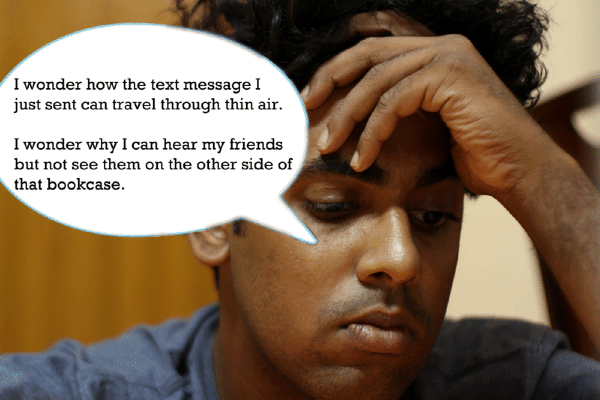 I wonder how the text message I
just sent can travel through thin air.
I wonder why I can hear my friends
but not see them on the other side of
that bookcase.